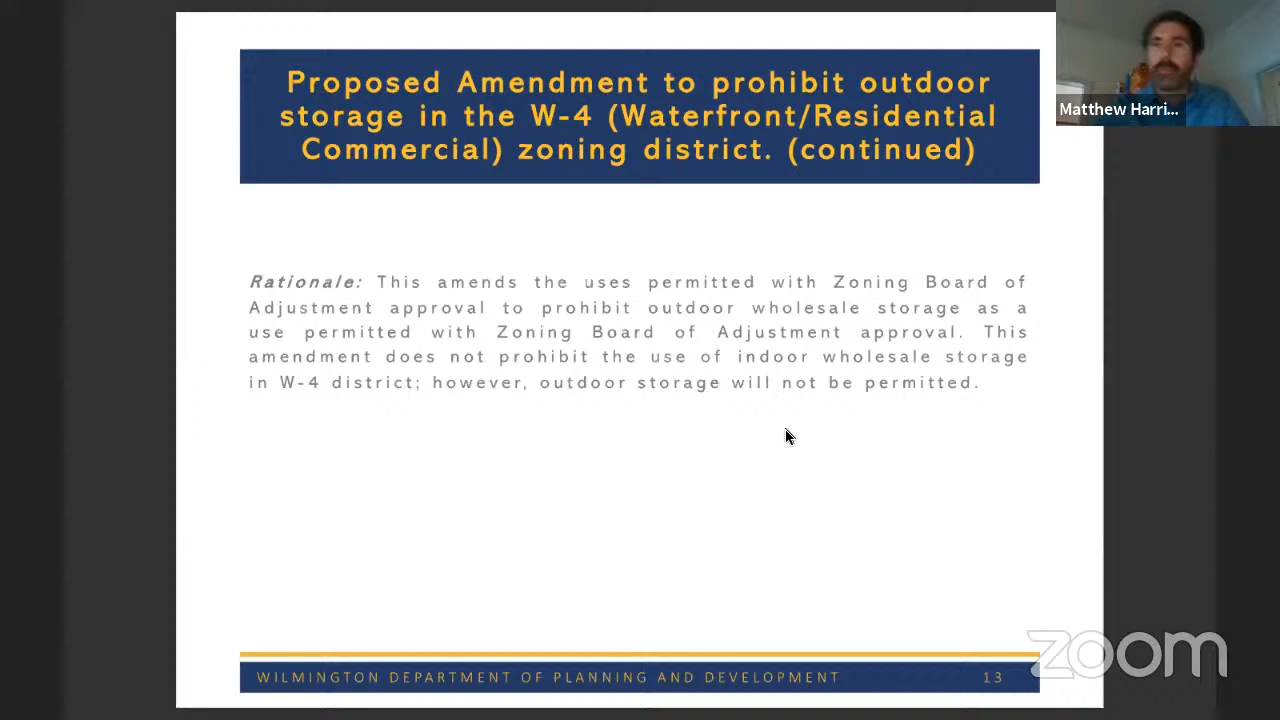 Proposed Amendment to prohibit outdoor
storage in the W-4 (Waterfront/Residential
Commercial) zoning district. (continued)
Matthew Harri...
Rationale: This amends the uses permitted with Zoning Board of
Adjustment approval to prohibit outdoor wholesale storage as a
use permitted with Zoning Board of Adjustment approval. This
amendment does not prohibit the use of indoor wholesale storage
in W-4 district; however, outdoor storage will not be permitted.
WILMINGTON DEPARTMENT OF PLANNING AND DEVELOPMENT 13
zoom